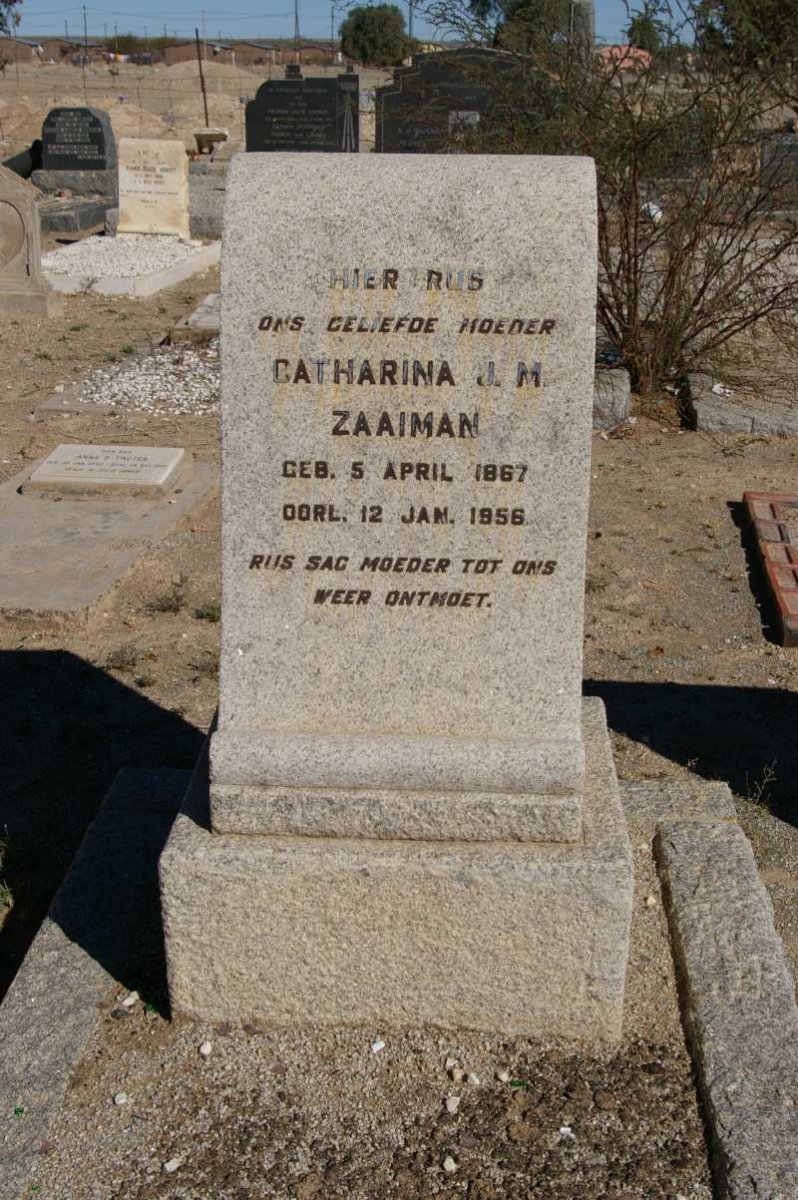 HIER RUS
ONS GELIEFDE MOEDER
CATHARINA J. M.
ZAAIMAN
GEB. 5 APRIL 1867
OORL. 12 JAN. 1956.
RUS SAG MOEDER TOT ONS
WEER ONTMOET.
ANNA P.